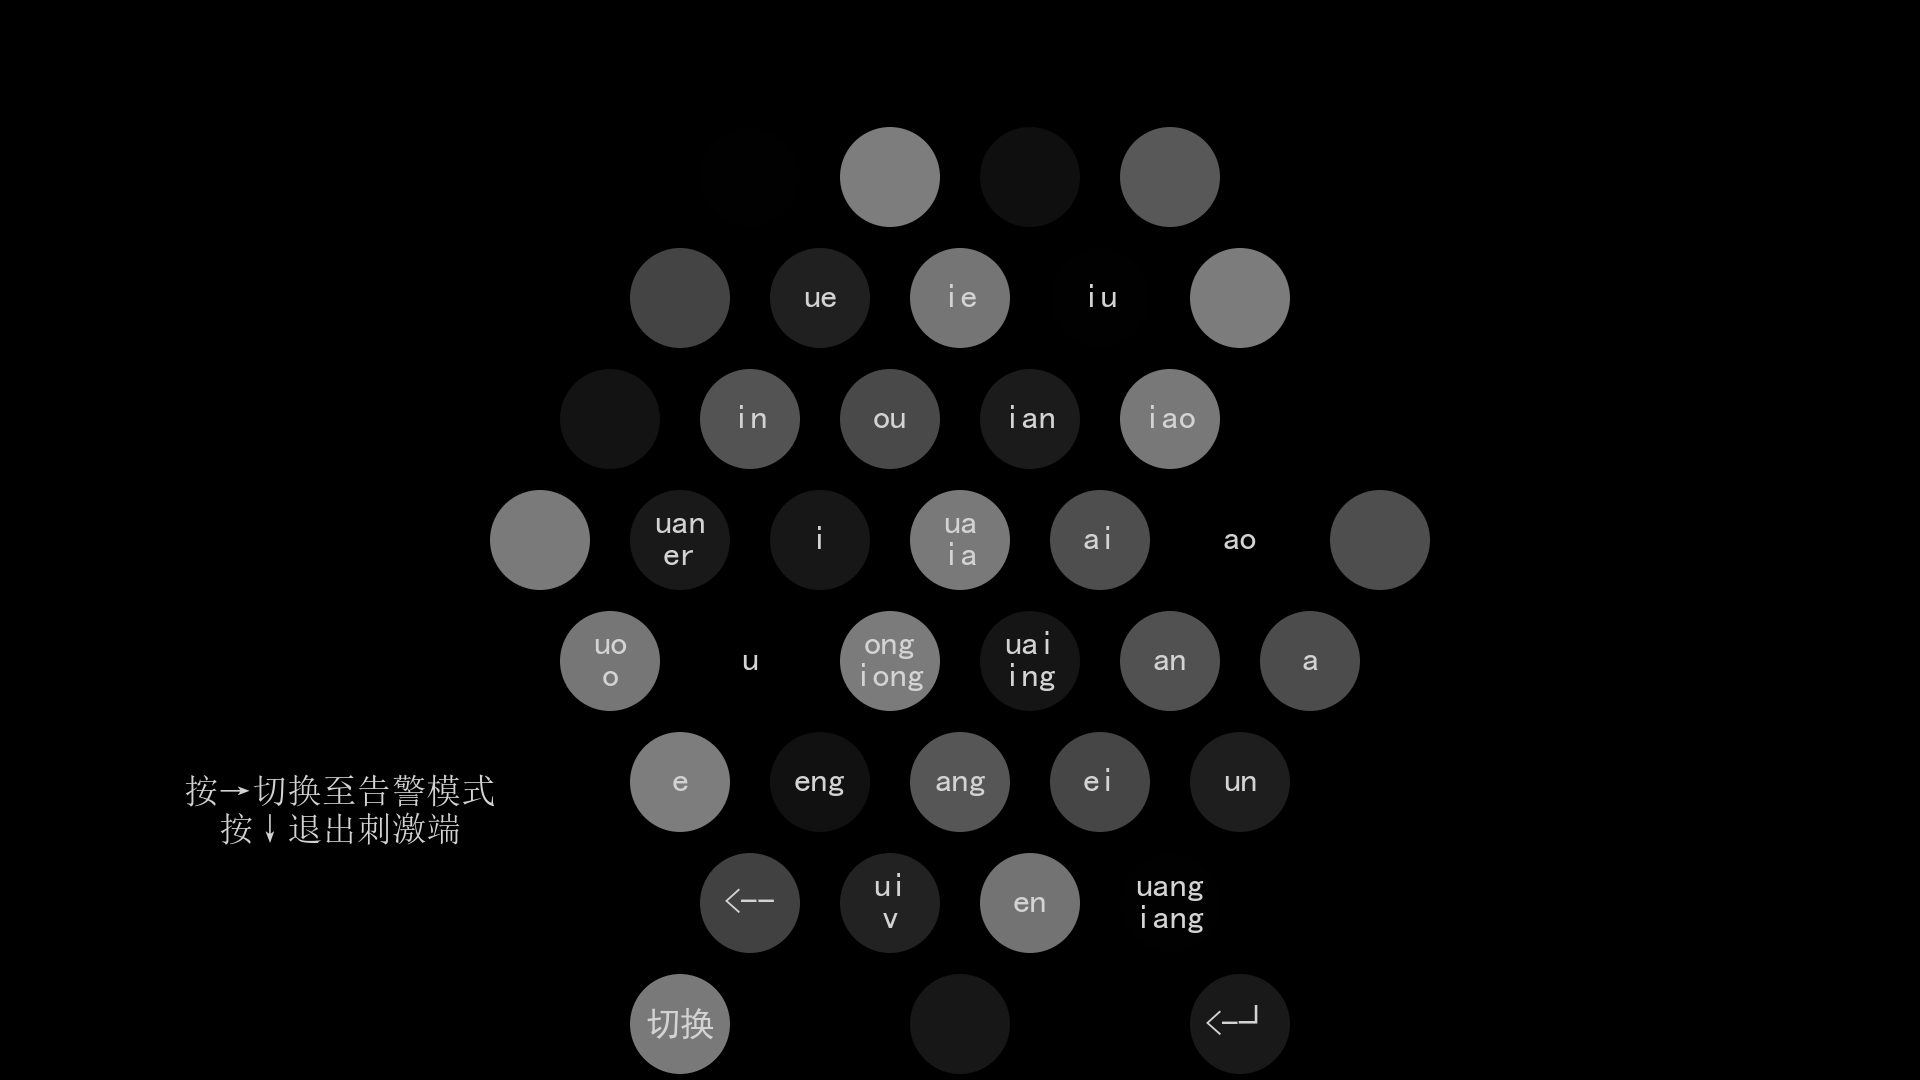 ue
ie
iu
in
ou
ian
iao
uan
er
i
ua
ia
ai
ao
uo
o
u
ong
iong
uai
ing
an
a
e
eng
ang
ei
un
按→切换至告警模式
按↓退出刺激端
<--
ui
v
en
uang
iang
切换
<-┘